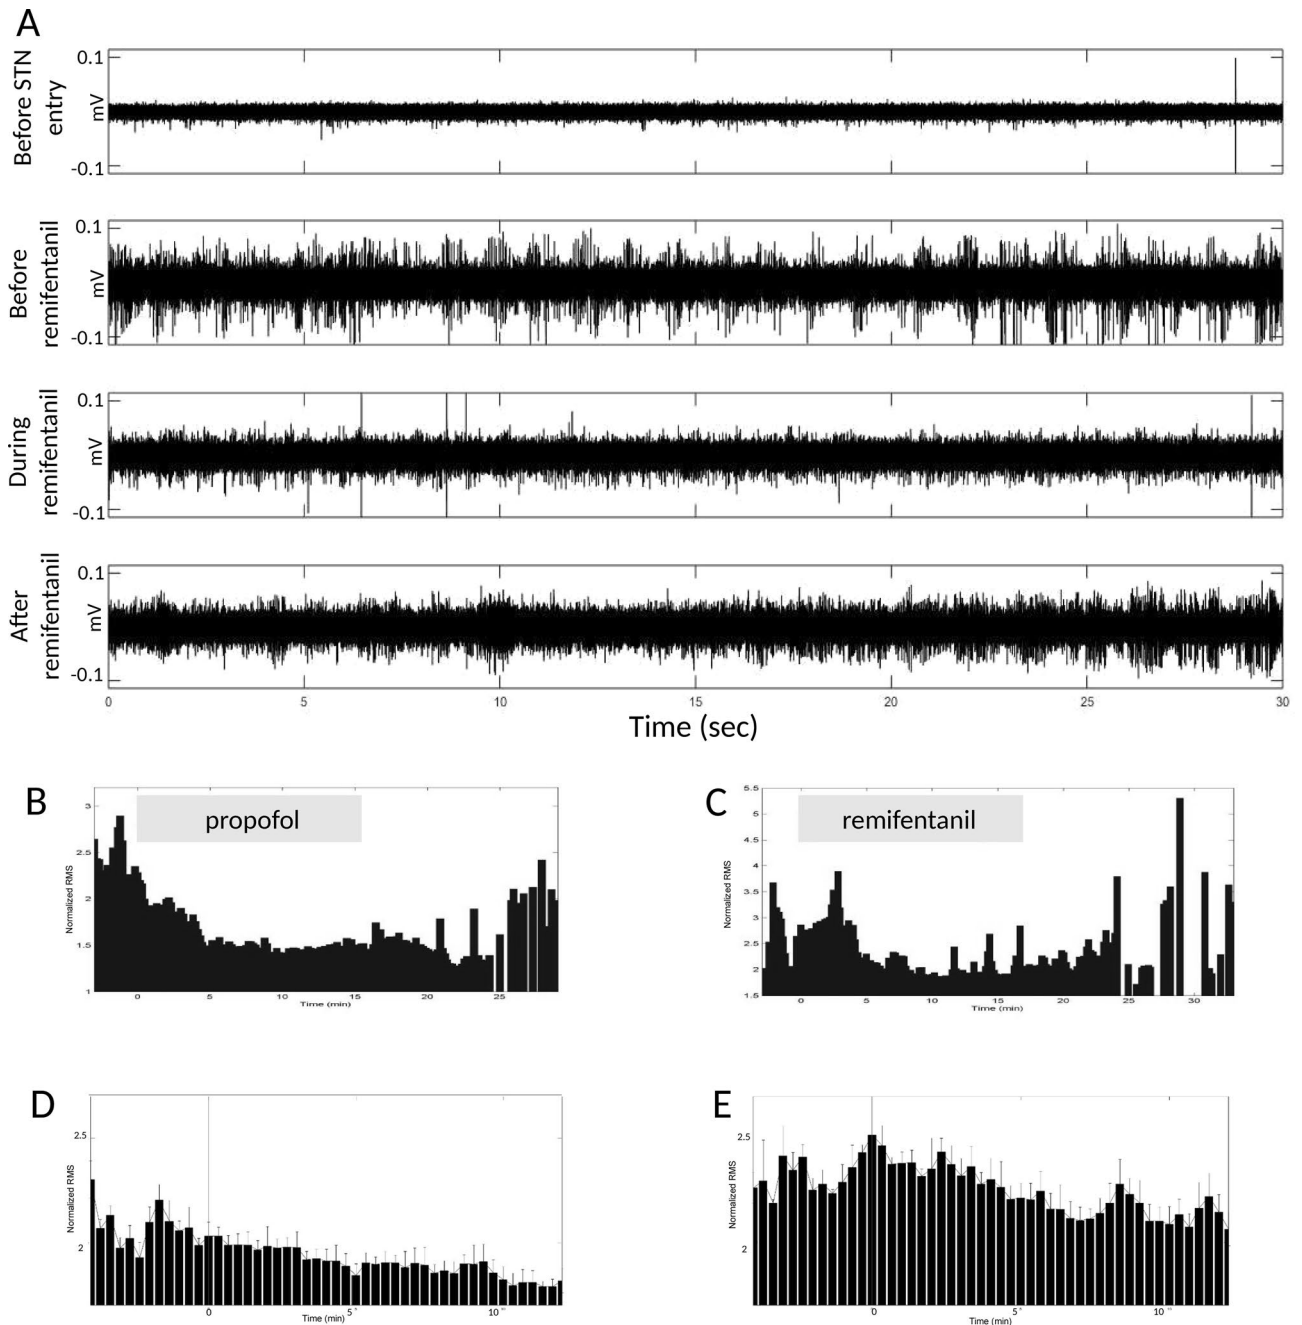 A
Before STN
entry
mV
0.1
-0.1
Before
remifentanil
mV
0.1
-0.1
During
remifentanil
mV
0.1
-0.1
After
remifentanil
mV
0.1
-0.1
0 5 10 15 20 25 30
Time (sec)
B
propofol
Normalized RMS
3
2.5
2
1.5
1
0 5 10 15 20 25
Time (min)
C
remifentanil
Normalized RMS
5.5
5
4.5
4
3.5
3
2.5
2
1.5
0 5 10 15 20 25 30
Time (min)
D
Normalized RMS
2.5
2
0 5 10
Time (min)
E
Normalized RMS
2.5
2
0 5 10
Time (min)